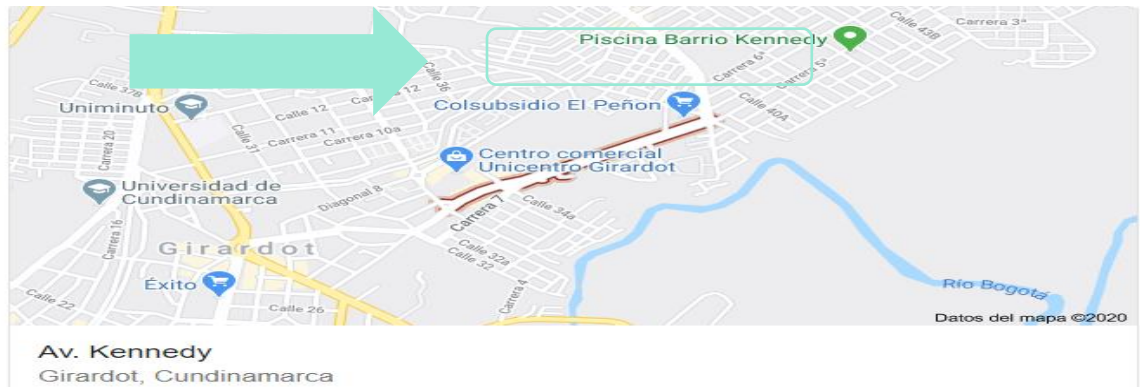 Calle 43B
Carrera 3ª
Piscina Barrio Kennedy
Calle 36
Carrera 6ª
Carrera 5ª
Calle 37B
Uniminuto
Calle 12
12
Colsubsidio El Peñon
Calle 40A
Calle 31
Carrera 11
Carrera 10a
Carrera 20
Centro comercial
Unicentro Girardot
Universidad de
Cundinamarca
Diagonal 8
Calle 34a
Carrera 7
Carrera 16
Girardot
Calle 32a
Calle 32
Éxito
Carrera 4
Río Bogotá
Calle 22
Calle 26
Datos del mapa ©2020
Av. Kennedy
Girardot, Cundinamarca